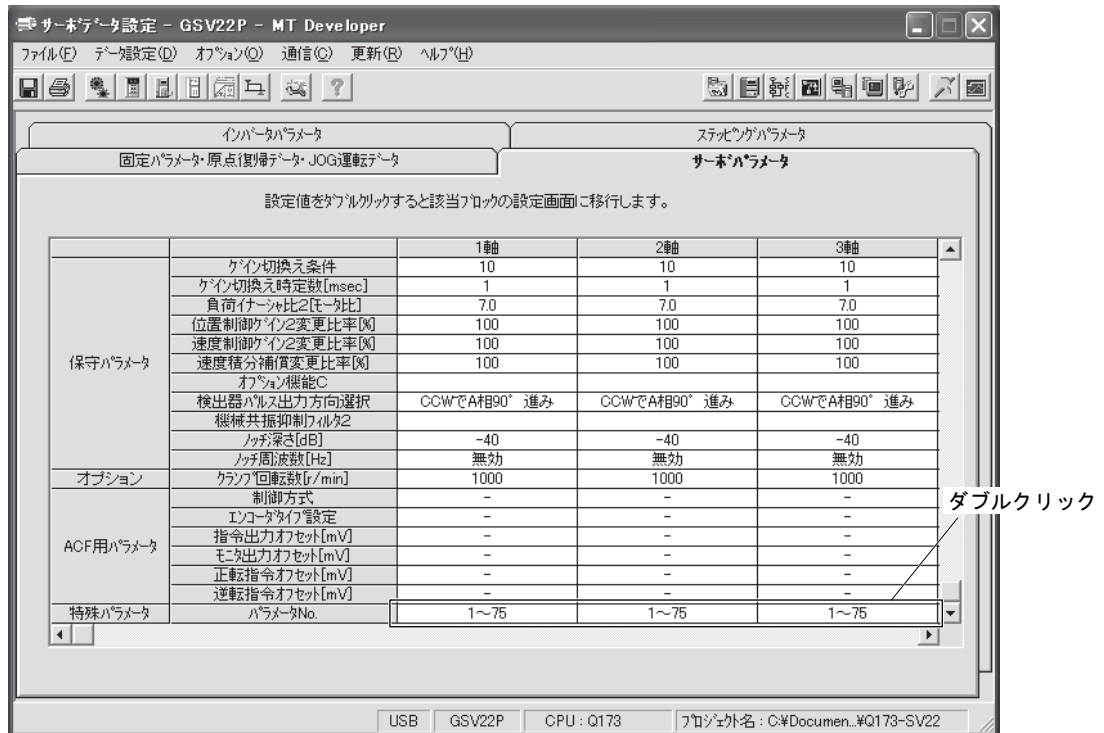 サーボデータ設定 - GSV22P - MT Developer
ファイル(F) データ設定(D) オプション(O) 通信(C) 更新(R) ヘルプ(H)
インバータパラメータ ステッピングパラメータ
固定パラメータ・原点復帰データ・JOG運転データ サーボパラメータ
設定値をダブルクリックすると該当ブロックの設定画面に移行します。
1軸 2軸 3軸
ゲイン切換え条件 10 10 10
ゲイン切換え時定数[msec] 1 1 1
負荷イナーシャ比2[モータ比] 7.0 7.0 7.0
位置制御ゲイン2変更比率[%] 100 100 100
速度制御ゲイン2変更比率[%] 100 100 100
保守パラメータ 速度積分補償変更比率[%] 100 100 100
オプション機能C
検出器パルス出力方向選択 CCWでA相90°進み CCWでA相90°進み CCWでA相90°進み
機械共振抑制フィルタ2
ノッチ深さ[dB] -40 -40 -40
ノッチ周波数[Hz] 無効 無効 無効
オプション クランプ回転数[r/min] 1000 1000 1000
制御方式 - - -
ダブルクリック
エンコーダタイプ設定 - - -
指令出力オフセット[mV] - - -
ACF用パラメータ モニタ出力オフセット[mV] - - -
正転指令オフセット[mV] - - -
逆転指令オフセット[mV] - - -
特殊パラメータ パラメータNo. 1～75 1～75 1～75
USB GSV22P CPU : Q173 プロジェクト名 : C:¥Documen...¥Q173-SV22